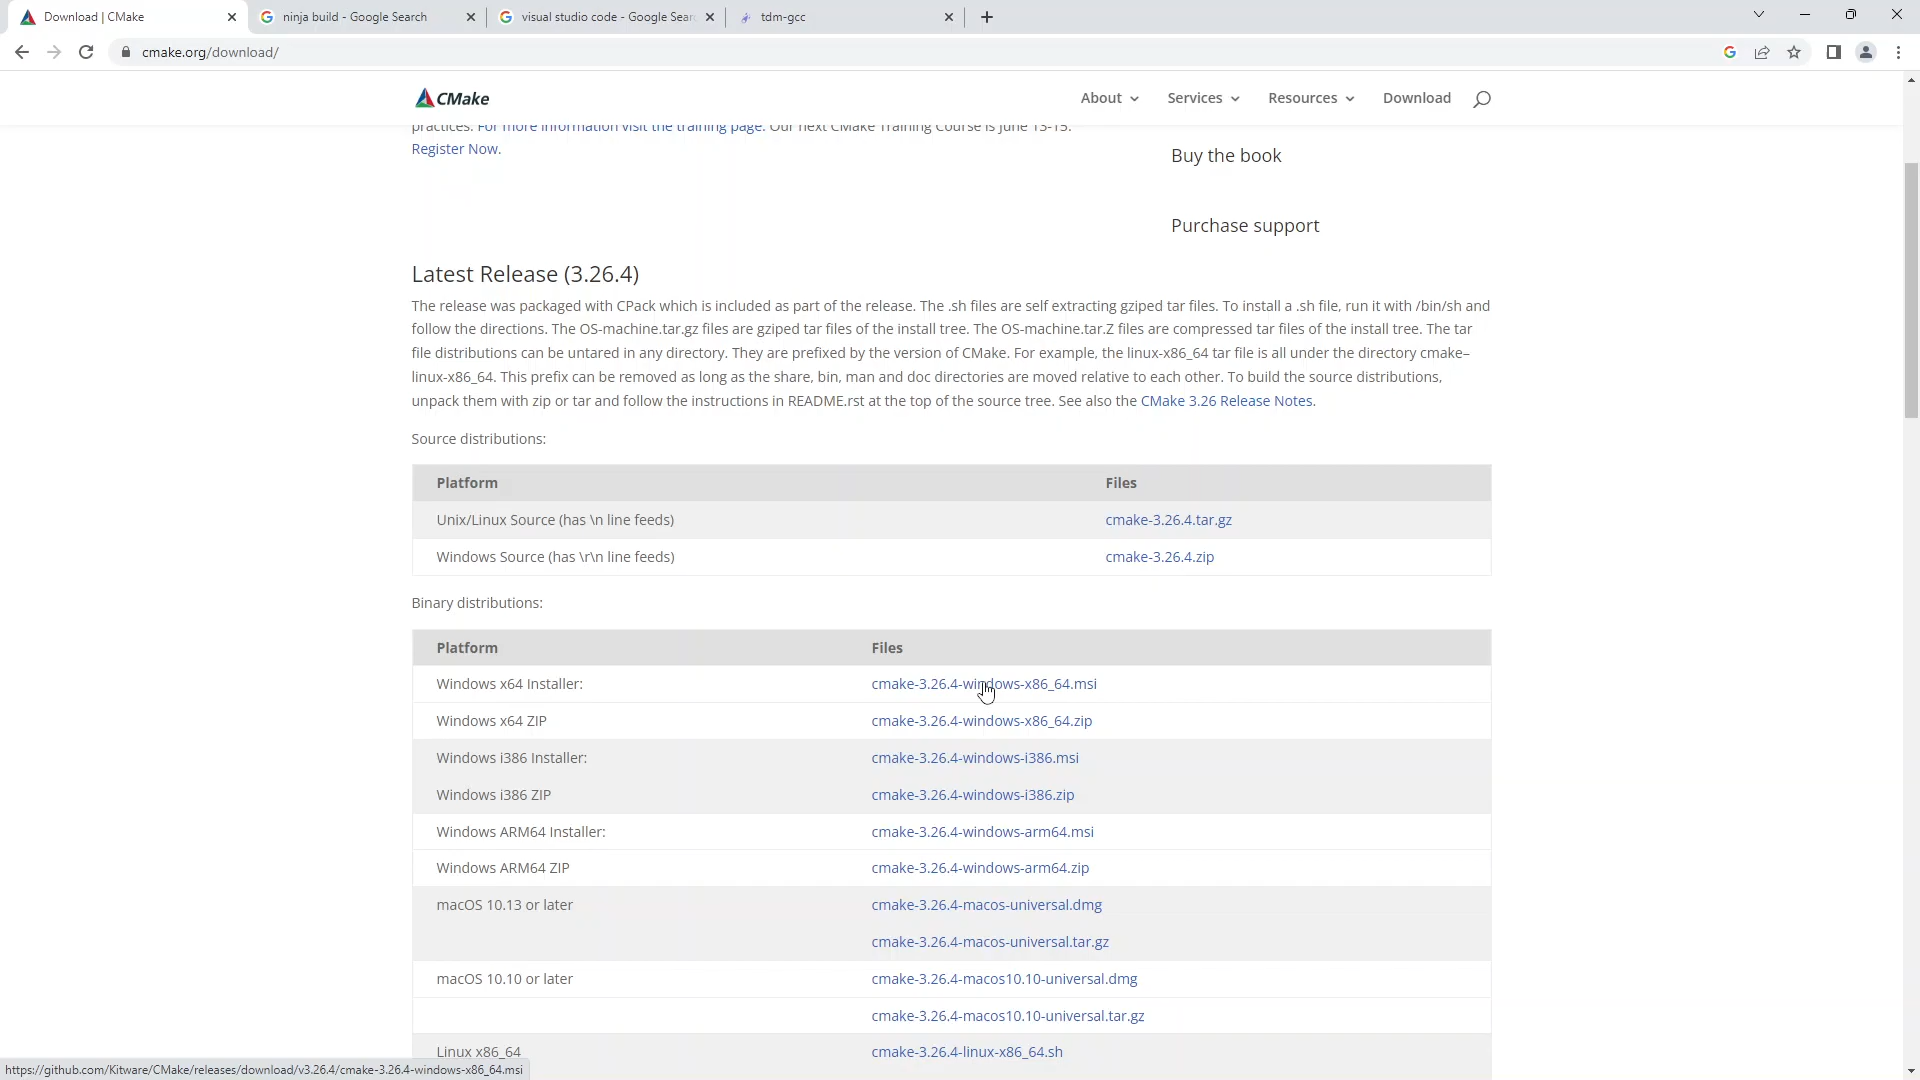 Download | CMake
ninja build - Google Search
visual studio code - Google Sear
tdm-gcc
cmake.org/download/
CMake
About
Services
Resources
Download
practices. For more information visit the training page. Our next CMake Training Course is June 13-15.
Register Now.
Buy the book
Purchase support
Latest Release (3.26.4)
The release was packaged with CPack which is included as part of the release. The .sh files are self extracting gziped tar files. To install a .sh file, run it with /bin/sh and
follow the directions. The OS-machine.tar.gz files are gziped tar files of the install tree. The OS-machine.tar.Z files are compressed tar files of the install tree. The tar
file distributions can be untared in any directory. They are prefixed by the version of CMake. For example, the linux-x86_64 tar file is all under the directory cmake–
linux-x86_64. This prefix can be removed as long as the share, bin, man and doc directories are moved relative to each other. To build the source distributions,
unpack them with zip or tar and follow the instructions in README.rst at the top of the source tree. See also the CMake 3.26 Release Notes.
Source distributions:
Platform Files
Unix/Linux Source (has \n line feeds) cmake-3.26.4.tar.gz
Windows Source (has \r\n line feeds) cmake-3.26.4.zip
Binary distributions:
Platform Files
Windows x64 Installer: cmake-3.26.4-windows-x86_64.msi
Windows x64 ZIP cmake-3.26.4-windows-x86_64.zip
Windows i386 Installer: cmake-3.26.4-windows-i386.msi
Windows i386 ZIP cmake-3.26.4-windows-i386.zip
Windows ARM64 Installer: cmake-3.26.4-windows-arm64.msi
Windows ARM64 ZIP cmake-3.26.4-windows-arm64.zip
macOS 10.13 or later cmake-3.26.4-macos-universal.dmg
cmake-3.26.4-macos-universal.tar.gz
macOS 10.10 or later cmake-3.26.4-macos10.10-universal.dmg
cmake-3.26.4-macos10.10-universal.tar.gz
Linux x86_64 cmake-3.26.4-linux-x86_64.sh
https://github.com/Kitware/CMake/releases/download/v3.26.4/cmake-3.26.4-windows-x86_64.msi